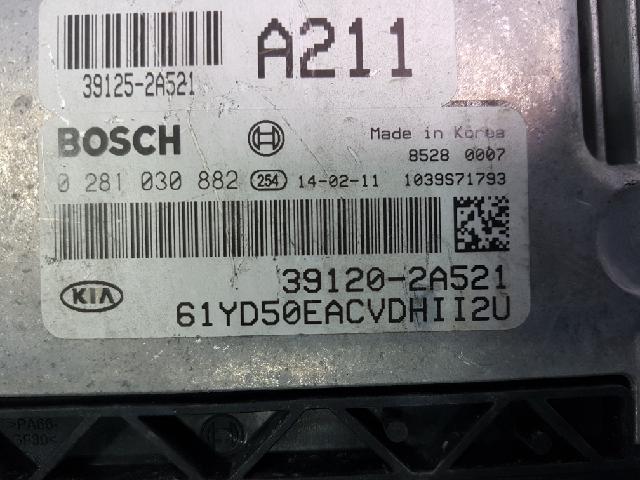 A211
39125-2A521
BOSCH
Made in Korea
8528 0007
0 281 030 882 254 14-02-11 1039S71793
39120-2A521
KIA
61YD50EACVDHII2U
>PA66-